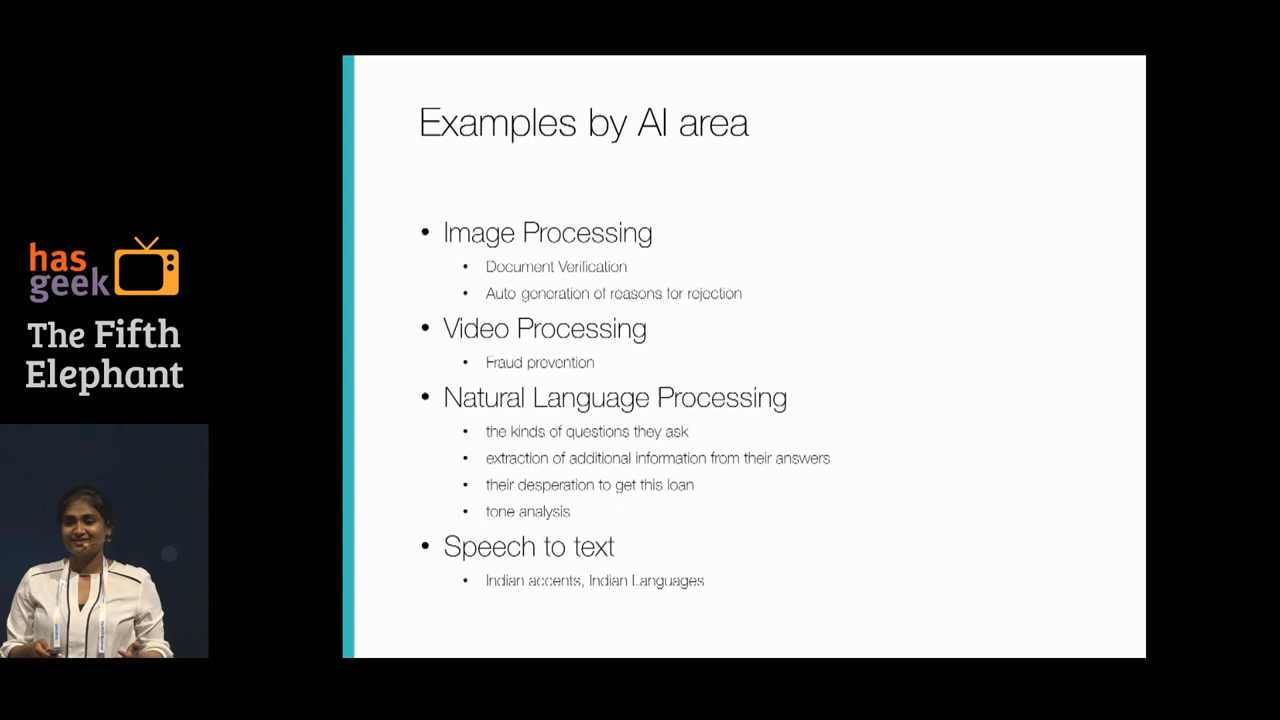 has
geek
The Fifth
Elephant
Examples by AI area
• Image Processing
• Document Verification
• Auto generation of reasons for rejection
• Video Processing
• Fraud prevention
• Natural Language Processing
• the kinds of questions they ask
• extraction of additional information from their answers
• their desperation to get this loan
• tone analysis
• Speech to text
• Indian accents, Indian Languages